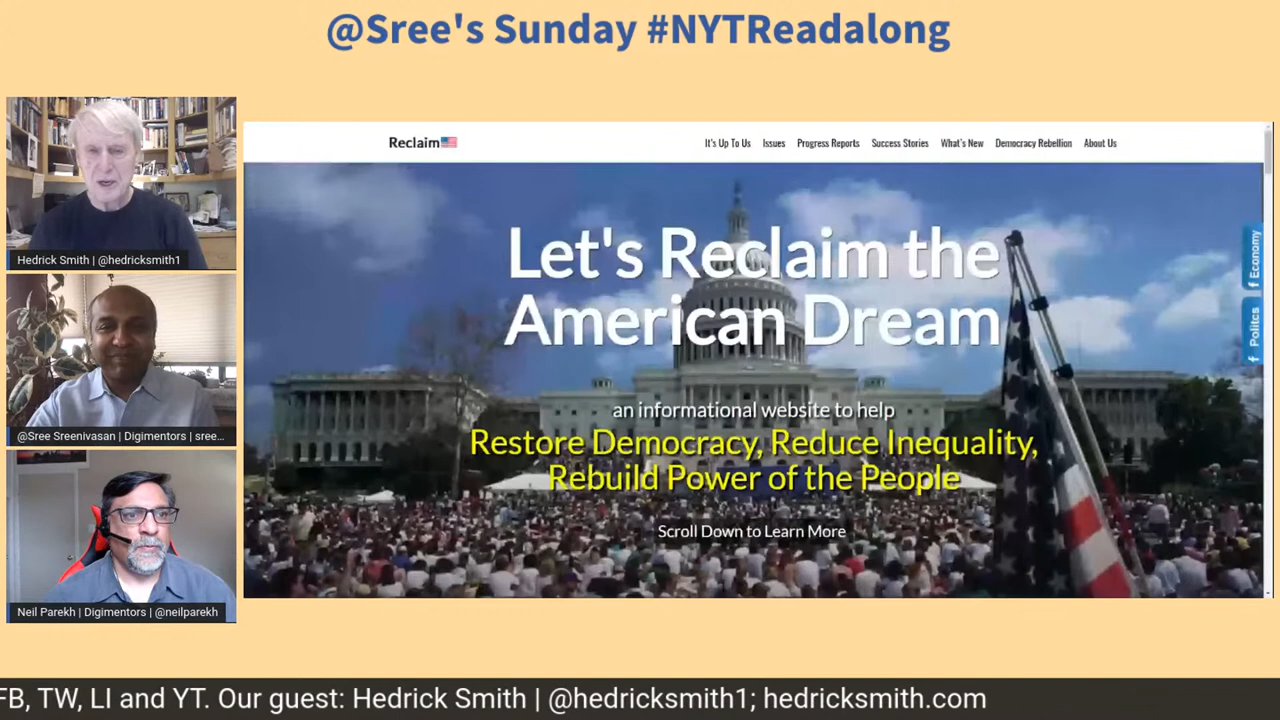 @Sree's Sunday #NYTReadalong
Hedrick Smith | @hedricksmith1
@Sree Sreenivasan | Digimentors | sree...
Neil Parekh | Digimentors | @neilparekh
Reclaim
It's Up To Us Issues Progress Reports Success Stories What's New Democracy Rebellion About Us
Let's Reclaim the
American Dream
an informational website to help
Restore Democracy, Reduce Inequality,
Rebuild Power of the People
Scroll Down to Learn More
f Economy
f Politcs
FB, TW, LI and YT. Our guest: Hedrick Smith | @hedricksmith1; hedricksmith.com